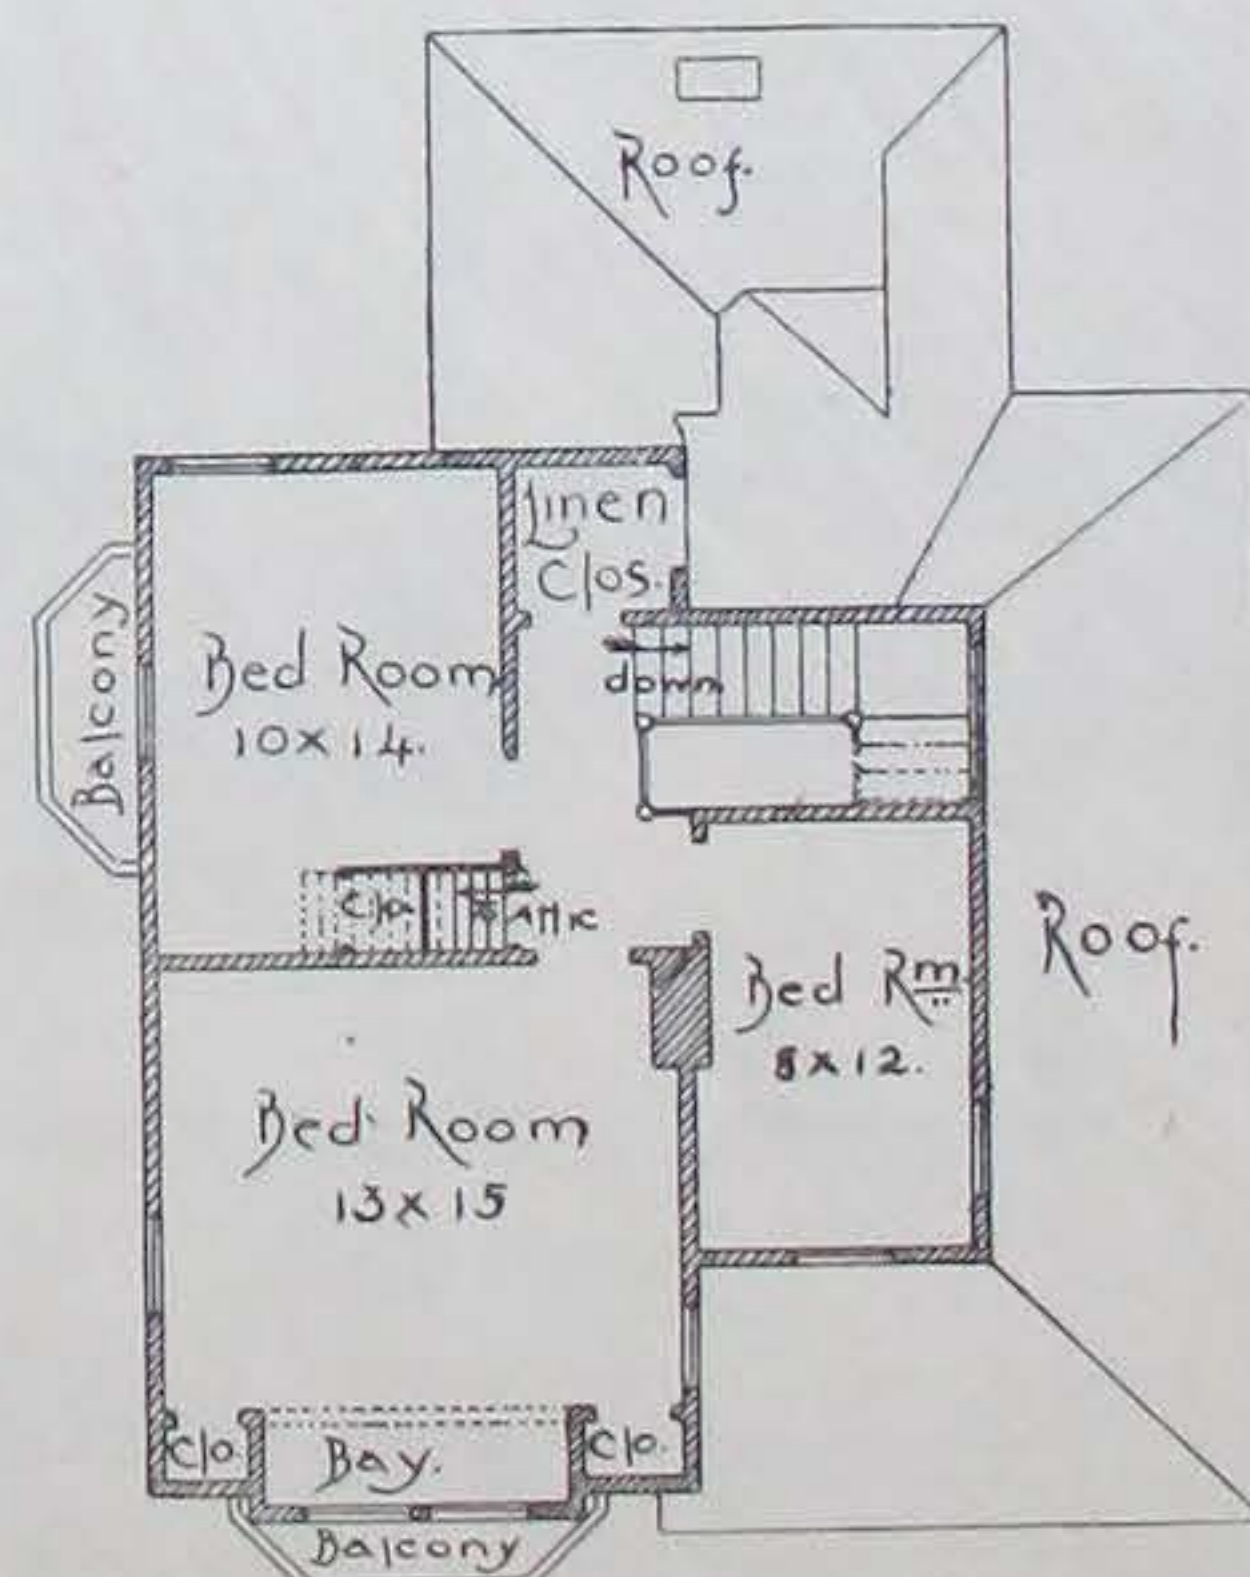 Roof.
Linen
Clos.
Balcony
Bed Room
10 x 14.
down
Clo.
Attic
Roof.
Bed Rm
8 x 12.
Bed Room
13 x 15
Clo.
Bay.
Clo.
Balcony